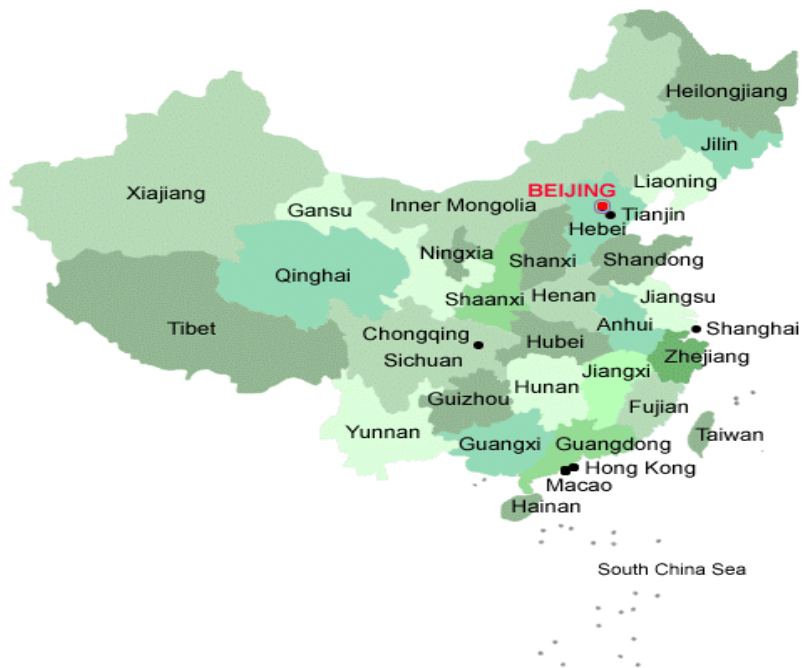 Heilongjiang
Jilin
Liaoning
BEIJING
Xiajiang
Inner Mongolia
Gansu
Tianjin
Hebei
Ningxia
Shanxi
Shandong
Qinghai
Shaanxi
Henan
Jiangsu
Anhui
Shanghai
Tibet
Chongqing
Hubei
Zhejiang
Sichuan
Jiangxi
Hunan
Guizhou
Fujian
Yunnan
Guangxi
Guangdong
Taiwan
Hong Kong
Macao
Hainan
South China Sea